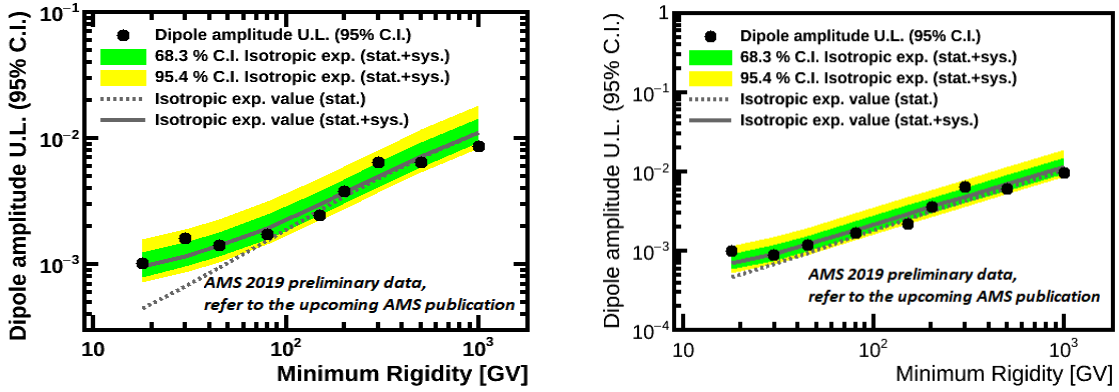 10⁻¹
10⁻²
10⁻³
Dipole amplitude U.L. (95% C.I.)
Dipole amplitude U.L. (95% C.I.)
68.3 % C.I. Isotropic exp. (stat.+sys.)
95.4 % C.I. Isotropic exp. (stat.+sys.)
Isotropic exp. value (stat.)
Isotropic exp. value (stat.+sys.)
AMS 2019 preliminary data,
refer to the upcoming AMS publication
10 10² 10³
Minimum Rigidity [GV]
1
10⁻¹
10⁻²
10⁻³
10⁻⁴
Dipole amplitude U.L. (95% C.I.)
Dipole amplitude U.L. (95% C.I.)
68.3 % C.I. Isotropic exp. (stat.+sys.)
95.4 % C.I. Isotropic exp. (stat.+sys.)
Isotropic exp. value (stat.)
Isotropic exp. value (stat.+sys.)
AMS 2019 preliminary data,
refer to the upcoming AMS publication
10 10² 10³
Minimum Rigidity [GV]